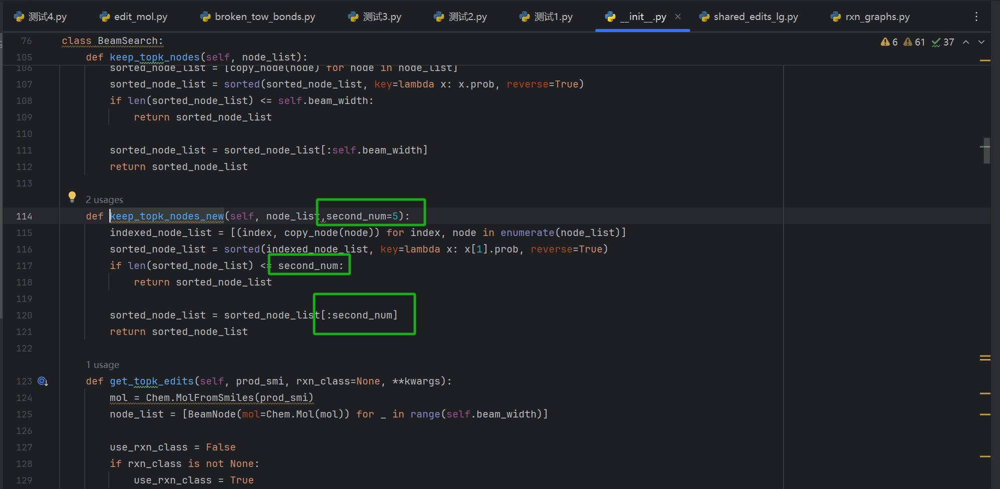 测试4.py edit_mol.py broken_tow_bonds.py 测试3.py 测试2.py 测试1.py __init__.py shared_edits_lg.py rxn_graphs.py
76 class BeamSearch: 6 61 37
105 def keep_topk_nodes(self, node_list):
106 sorted_node_list = [copy_node(node) for node in node_list]
107 sorted_node_list = sorted(sorted_node_list, key=lambda x: x.prob, reverse=True)
108 if len(sorted_node_list) <= self.beam_width:
109 return sorted_node_list
110
111 sorted_node_list = sorted_node_list[:self.beam_width]
112 return sorted_node_list
113
2 usages
114 def keep_topk_nodes_new(self, node_list,second_num=5):
115 indexed_node_list = [(index, copy_node(node)) for index, node in enumerate(node_list)]
116 sorted_node_list = sorted(indexed_node_list, key=lambda x: x[1].prob, reverse=True)
117 if len(sorted_node_list) <= second_num:
118 return sorted_node_list
119
120 sorted_node_list = sorted_node_list[:second_num]
121 return sorted_node_list
122
1 usage
123 def get_topk_edits(self, prod_smi, rxn_class=None, **kwargs):
124 mol = Chem.MolFromSmiles(prod_smi)
125 node_list = [BeamNode(mol=Chem.Mol(mol)) for _ in range(self.beam_width)]
126
127 use_rxn_class = False
128 if rxn_class is not None:
129 use_rxn_class = True